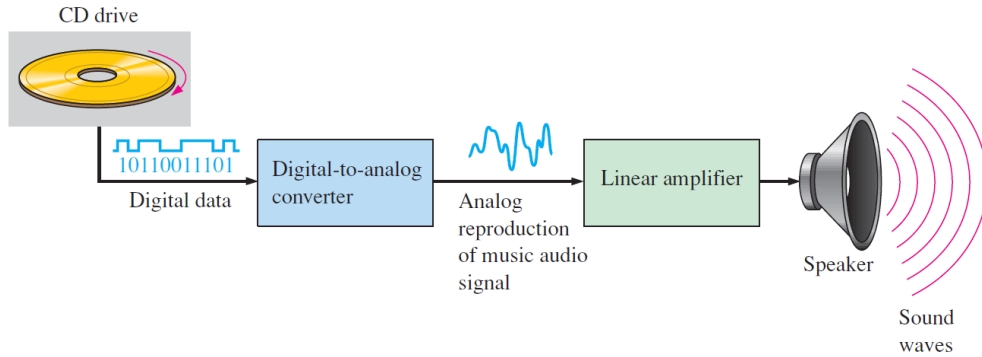 CD drive
10110011101
Digital data
Digital-to-analog
converter
Analog
reproduction
of music audio
signal
Linear amplifier
Speaker
Sound
waves